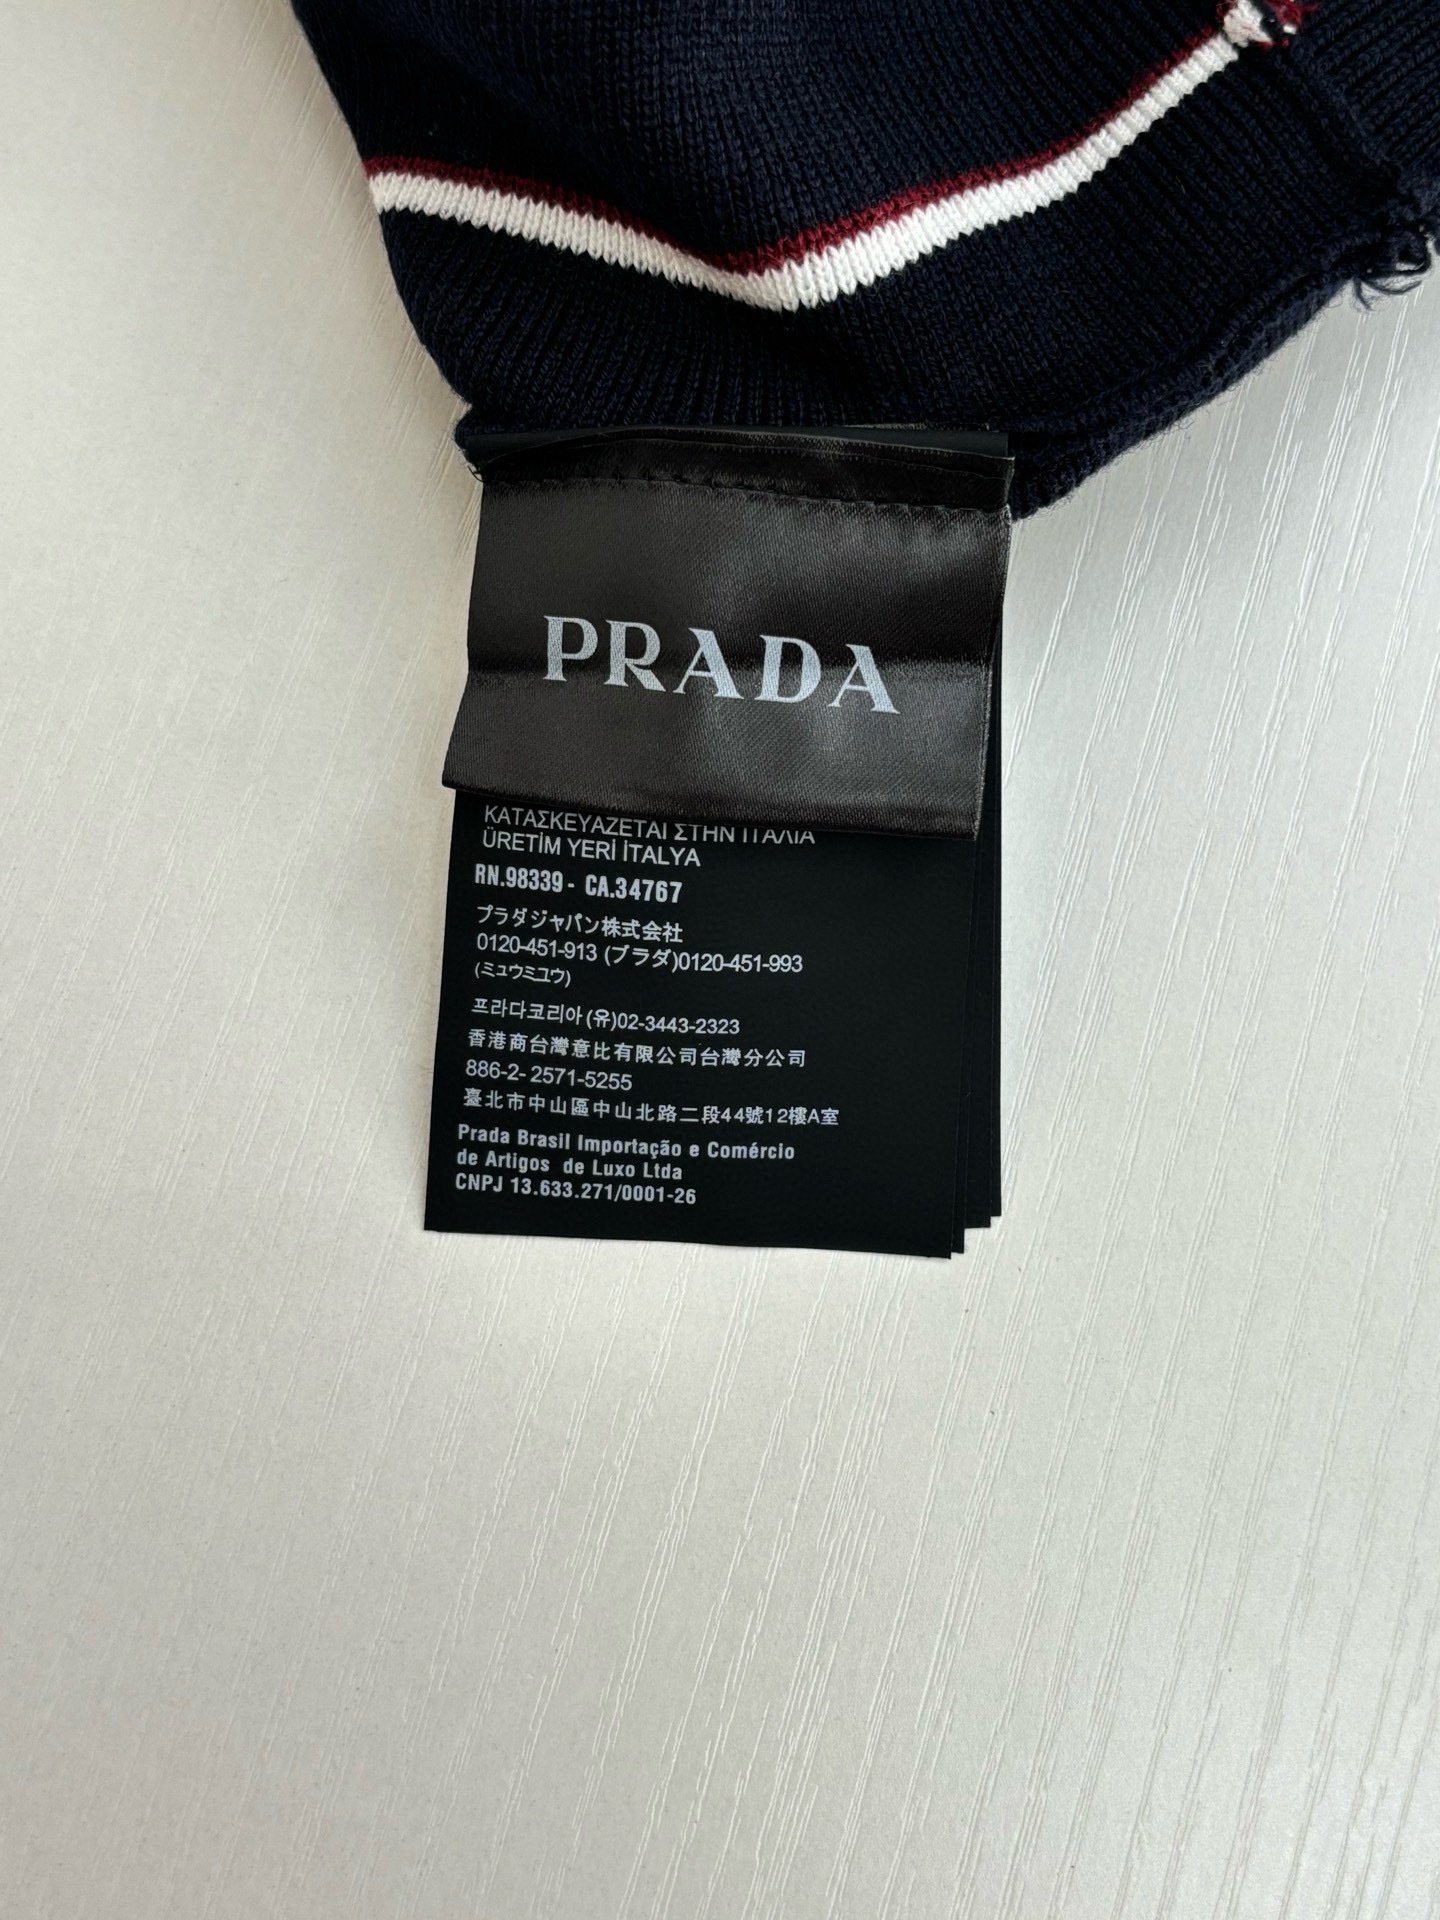 PRADA
ΚΑΤΑΣΚΕΥΑΖΕΤΑΙ ΣΤΗΝ ΙΤΑΛΙΑ
ÜRETİM YERİ İTALYA
RN.98339 - CA.34767
プラダジャパン株式会社
0120-451-913 (プラダ)0120-451-993
(ミュウミュウ)
프라다코리아(유)02-3443-2323
香港商台灣意比有限公司台灣分公司
886-2- 2571-5255
臺北市中山區中山北路二段44號12樓A室
Prada Brasil Importação e Comércio
de Artigos de Luxo Ltda
CNPJ 13.633.271/0001-26